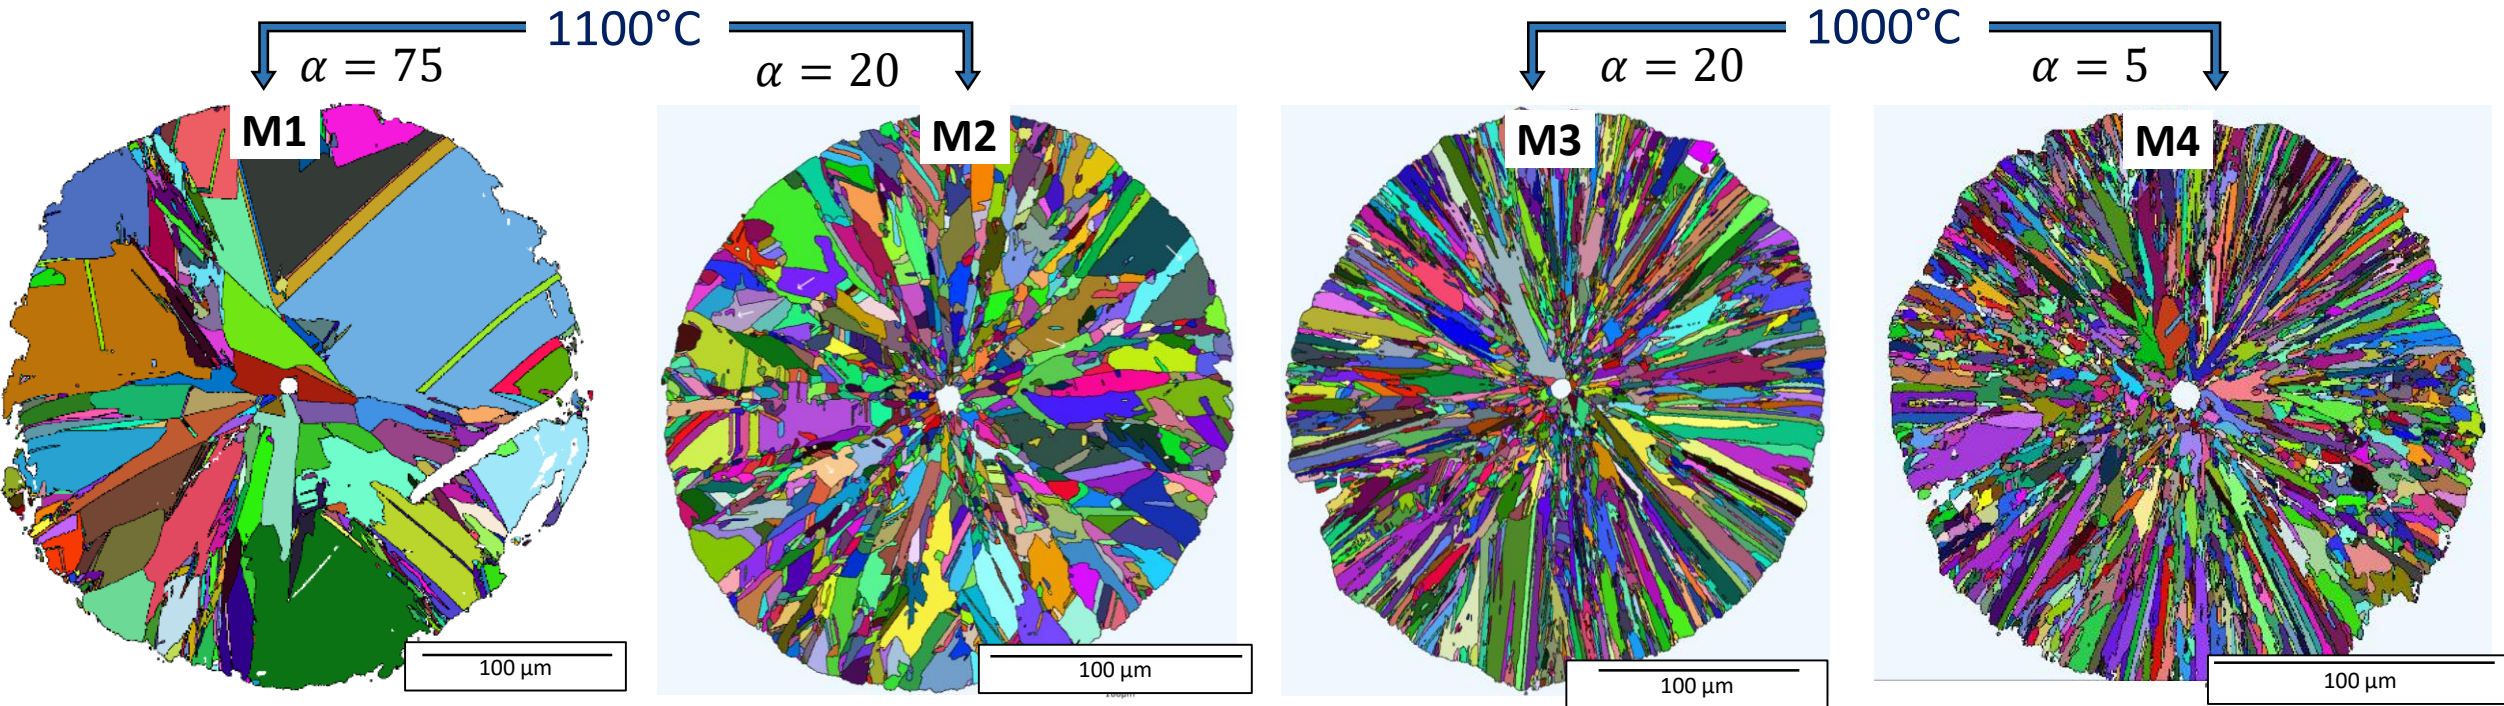 1100°C
1000°C
α = 75
α = 20
α = 20
α = 5
M1
M2
M3
M4
100 µm
100 µm
100 µm
100 µm